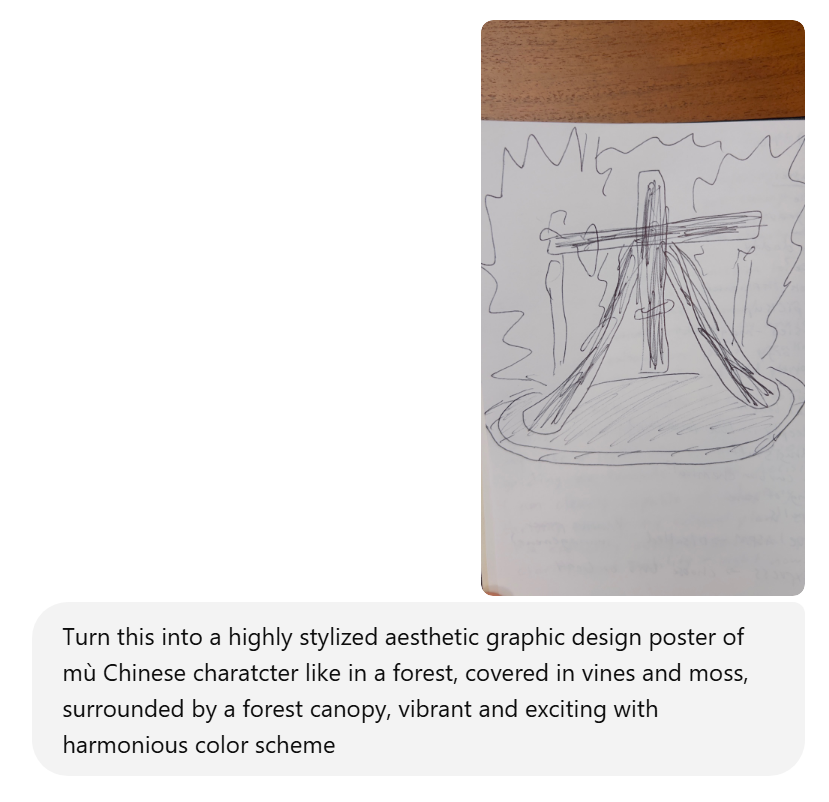 Turn this into a highly stylized aesthetic graphic design poster of
mù Chinese charatcter like in a forest, covered in vines and moss,
surrounded by a forest canopy, vibrant and exciting with
harmonious color scheme